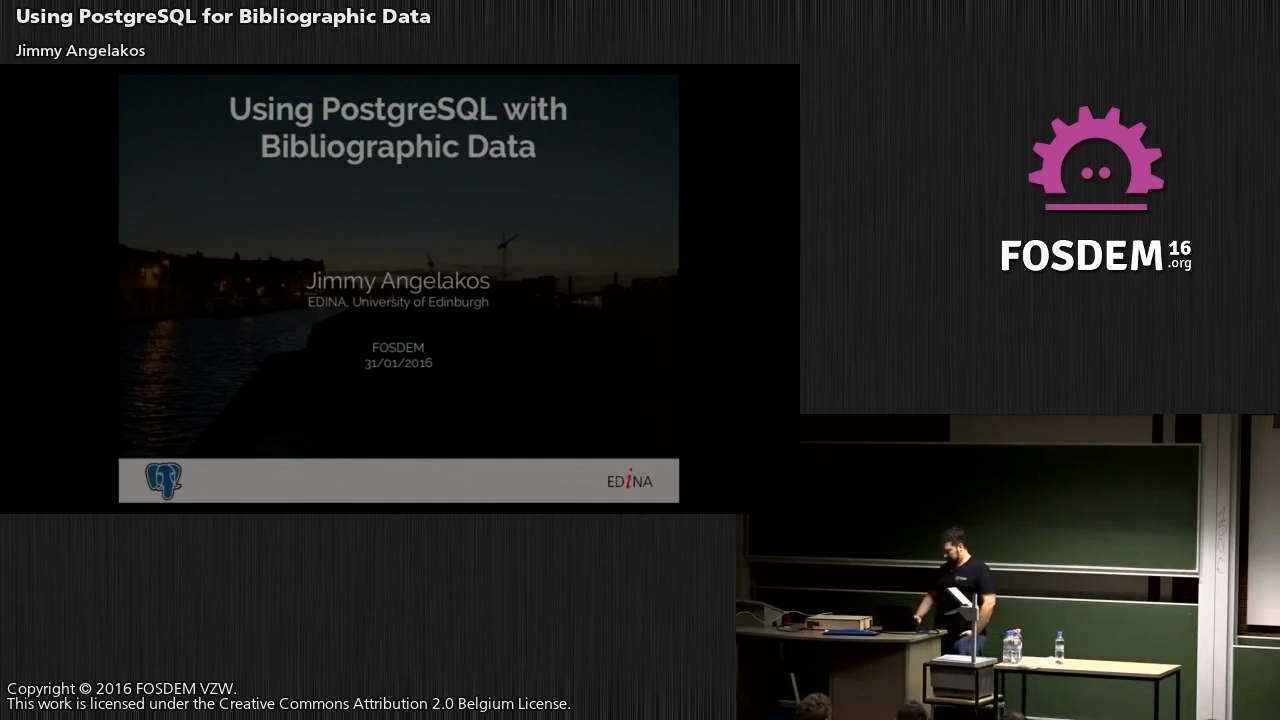 Using PostgreSQL for Bibliographic Data
Jimmy Angelakos
Using PostgreSQL with
Bibliographic Data
Jimmy Angelakos
EDINA, University of Edinburgh
FOSDEM
31/01/2016
EDiNA
FOSDEM 16
.org
Copyright © 2016 FOSDEM VZW.
This work is licensed under the Creative Commons Attribution 2.0 Belgium License.